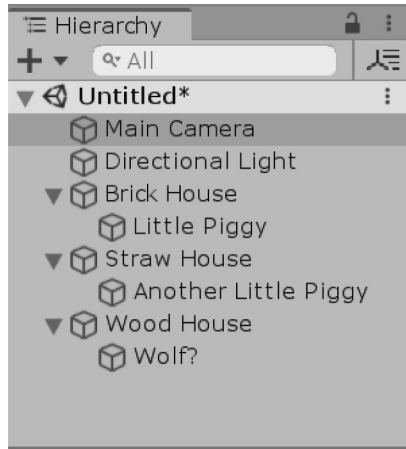 Hierarchy
All
Untitled*
Main Camera
Directional Light
Brick House
Little Piggy
Straw House
Another Little Piggy
Wood House
Wolf?